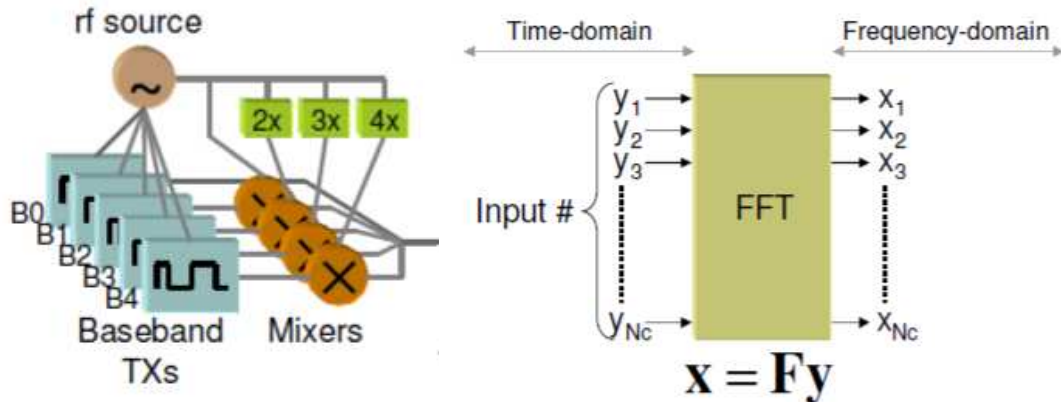 rf source
2x
3x
4x
B0
B1
B2
B3
B4
Baseband
TXs
Mixers
Time-domain
Frequency-domain
Input #
y1
y2
y3
yNc
FFT
x1
x2
x3
xNc
x = Fy